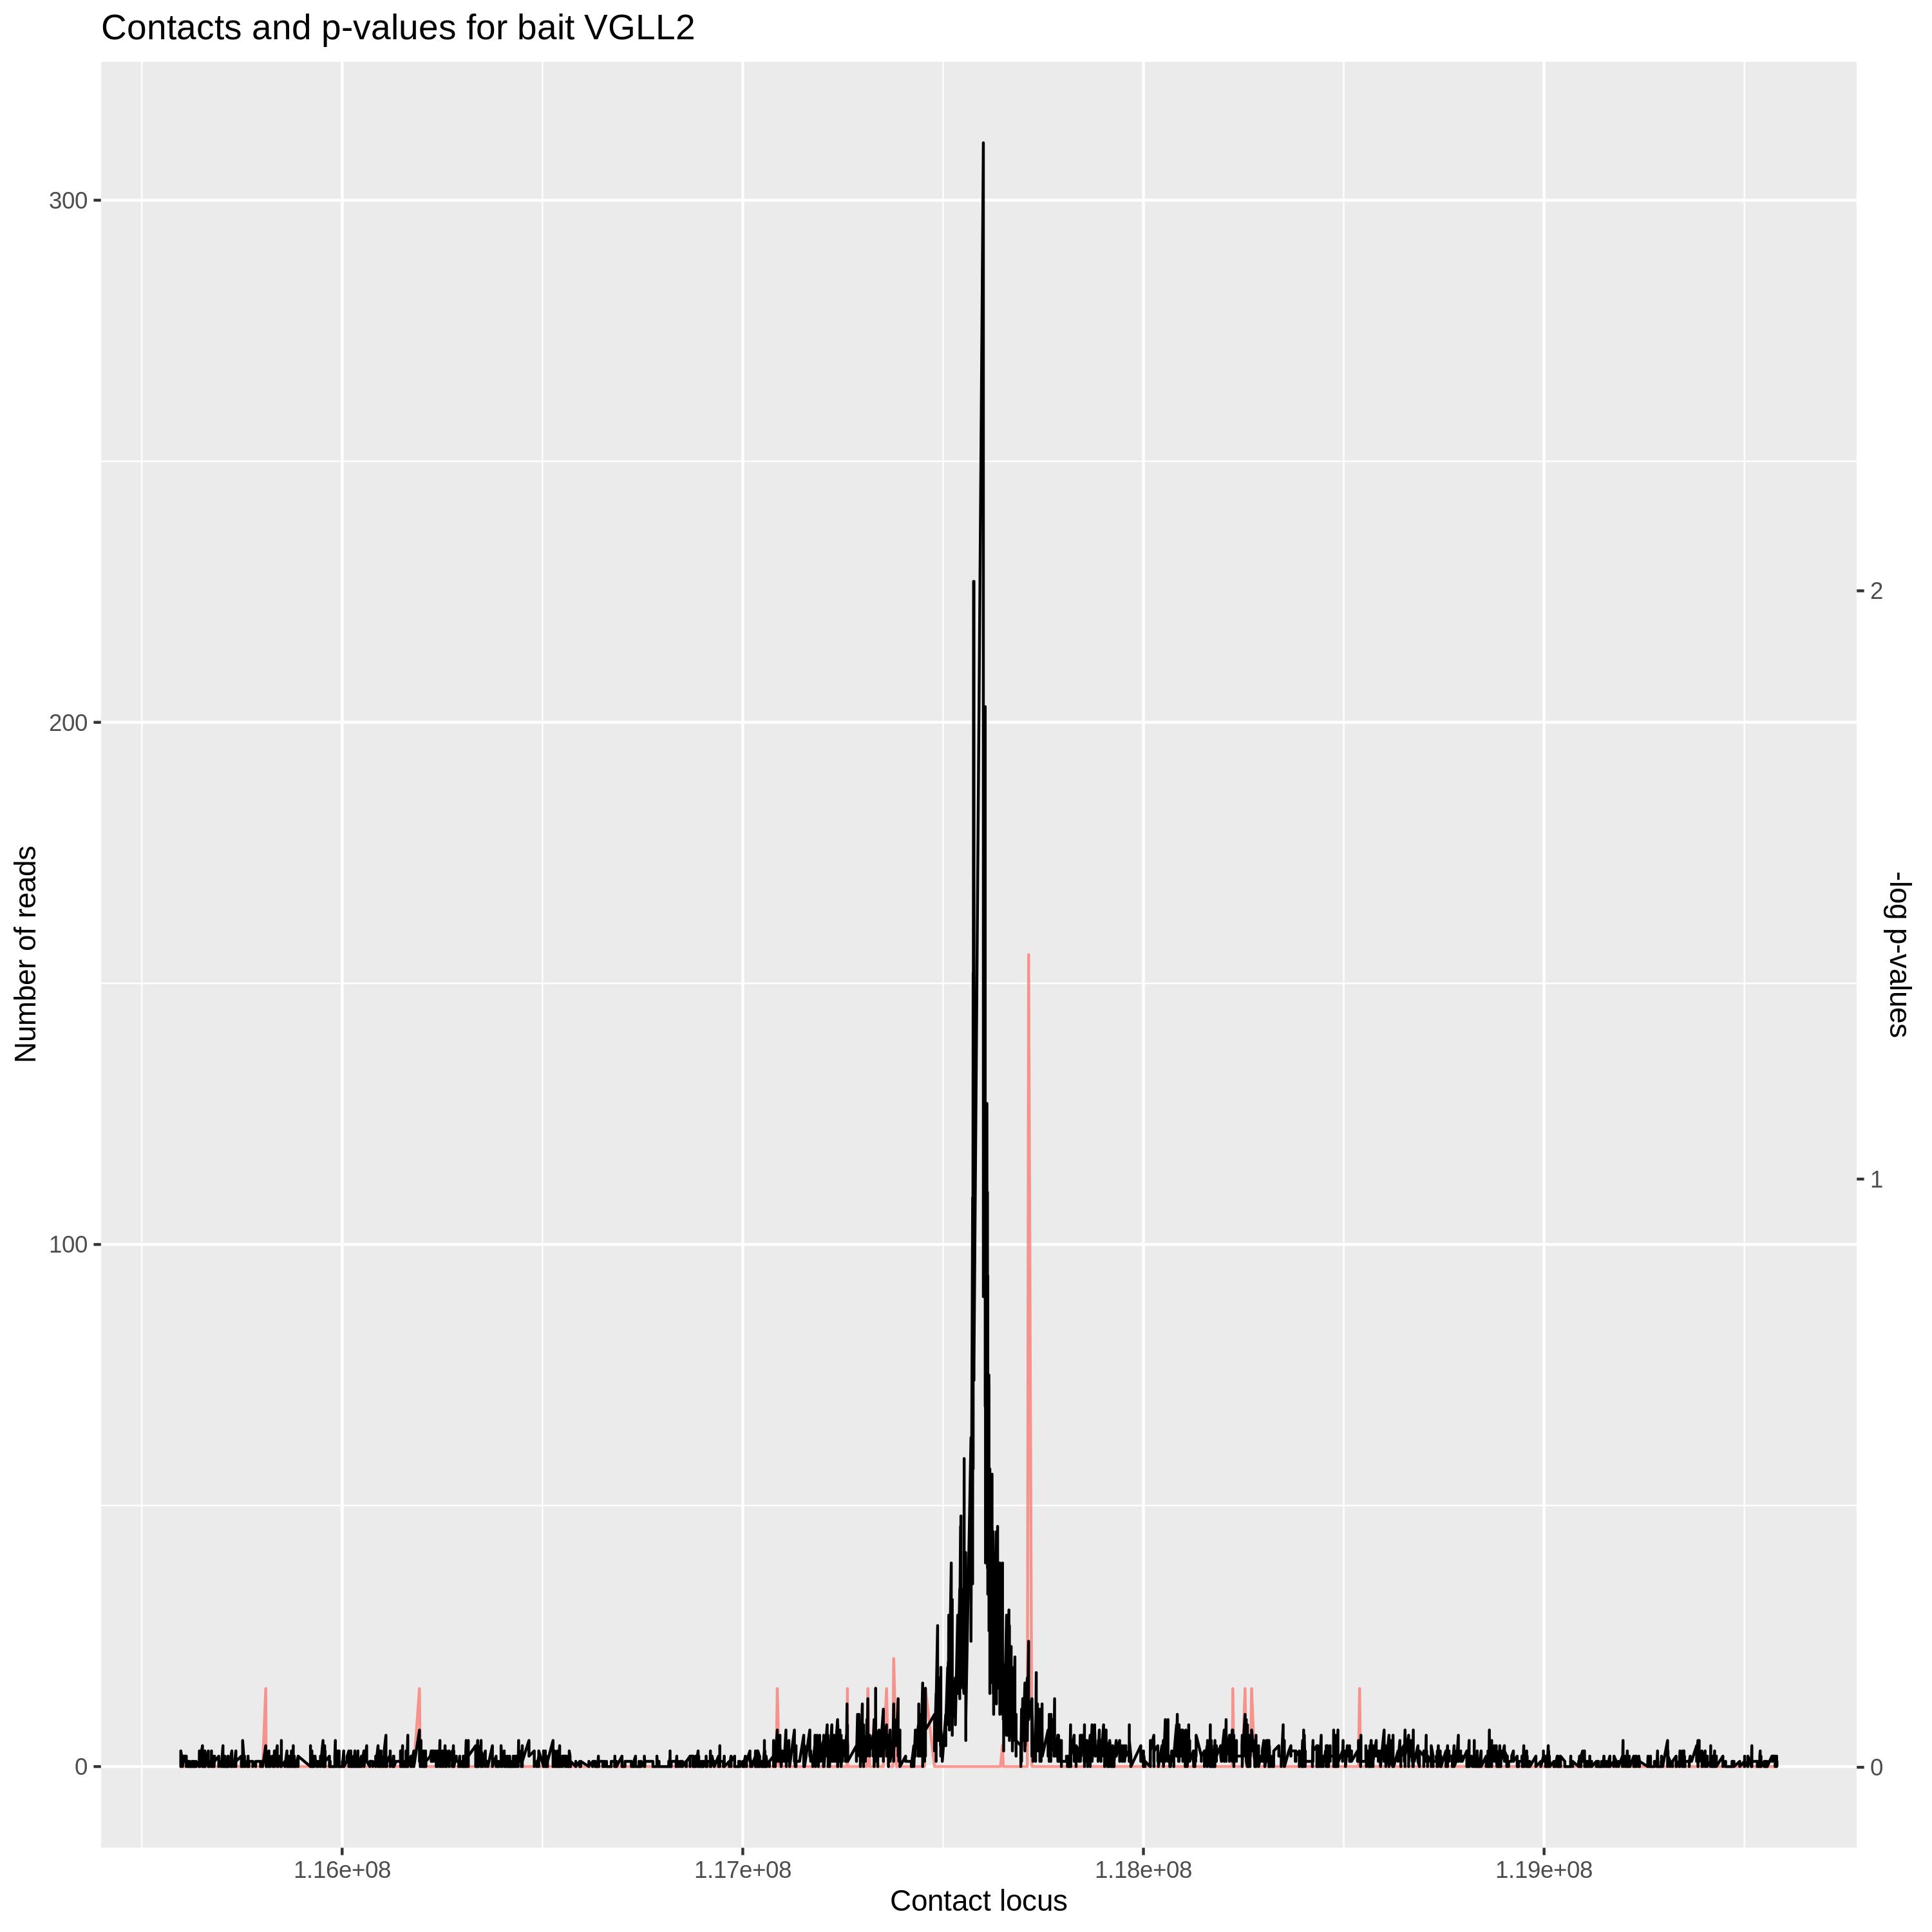 Contacts and p-values for bait VGLL2
300
200
100
0
Number of reads
2
1
0
-log p-values
1.16e+08
1.17e+08
1.18e+08
1.19e+08
Contact locus